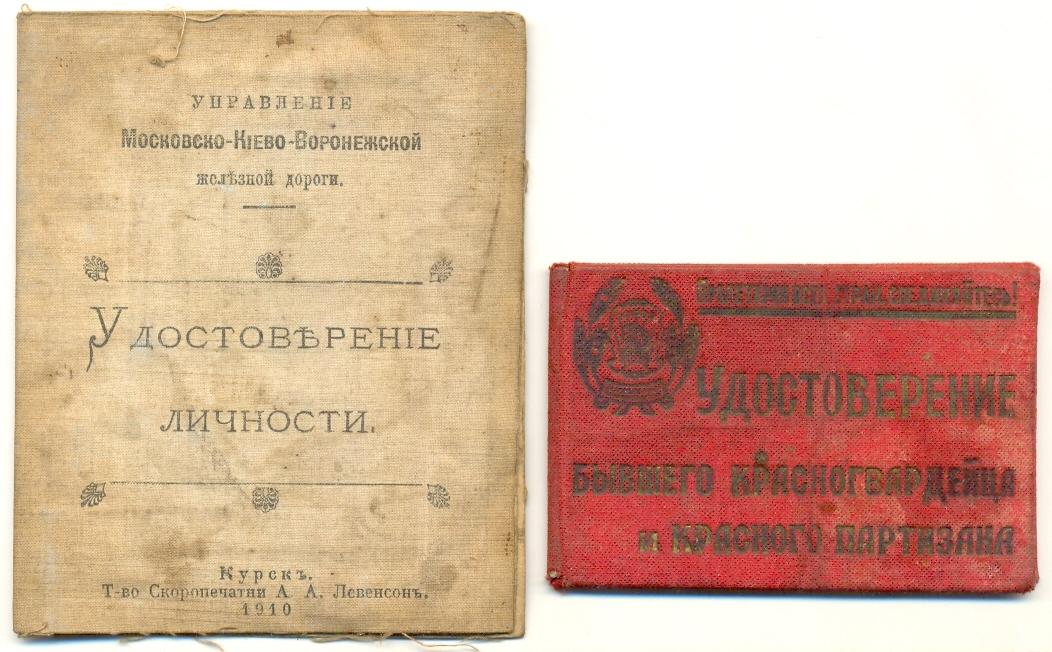 УПРАВЛЕНІЕ
Московско-Кіево-Воронежской
желѣзной дороги.
Удостовѣреніе
личности.
Курскъ.
Т-во Скоропечатни А. А. Левенсонъ.
1910
Пролетарии всех стран, соединяйтесь!
Удостоверение
бывшего красногвардейца
и красного партизана